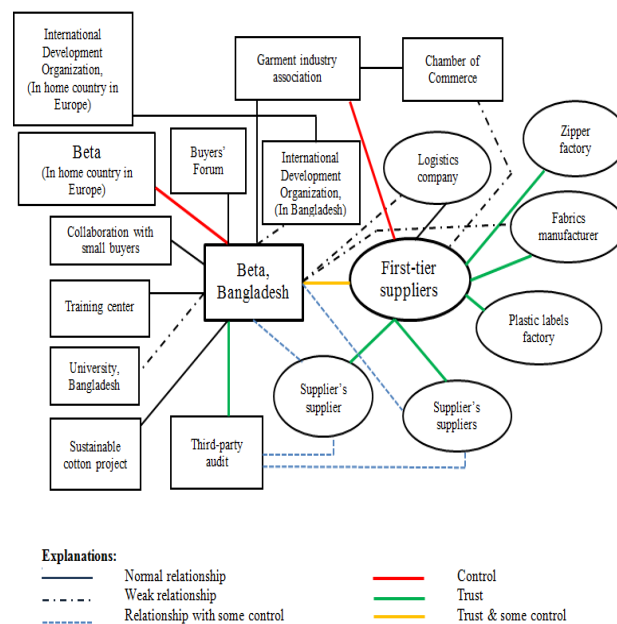 International
Development
Organization,
(In home country in
Europe)
Garment industry
association
Chamber of
Commerce
Zipper
factory
Beta
(In home country in
Europe)
Buyers'
Forum
International
Development
Organization,
(In Bangladesh)
Logistics
company
Fabrics
manufacturer
Collaboration with
small buyers
Beta,
Bangladesh
First-tier
suppliers
Training center
Plastic labels
factory
University,
Bangladesh
Supplier's
supplier
Supplier's
suppliers
Sustainable
cotton project
Third-party
audit
Explanations:
Normal relationship
Control
Weak relationship
Trust
Relationship with some control
Trust & some control